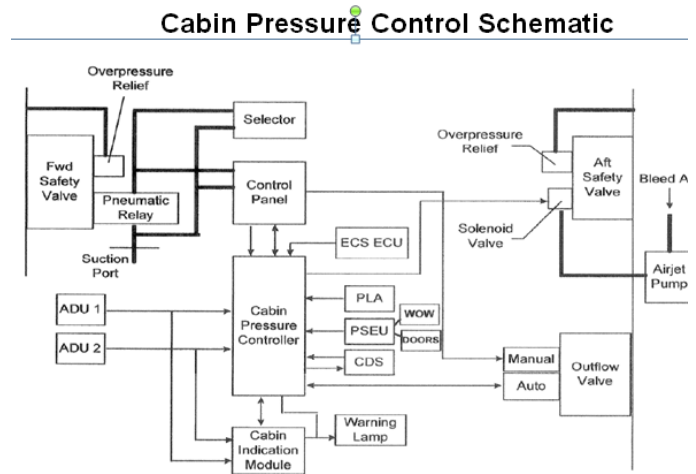 Cabin Pressure Control Schematic
Overpressure
Relief
Fwd
Safety
Valve
Pneumatic
Relay
Suction
Port
Selector
Control
Panel
ECS ECU
Overpressure
Relief
Aft
Safety
Valve
Solenoid
Valve
Bleed A
Airjet
Pump
ADU 1
ADU 2
Cabin
Pressure
Controller
PLA
PSEU
WOW
DOORS
CDS
Manual
Auto
Outflow
Valve
Cabin
Indication
Module
Warning
Lamp